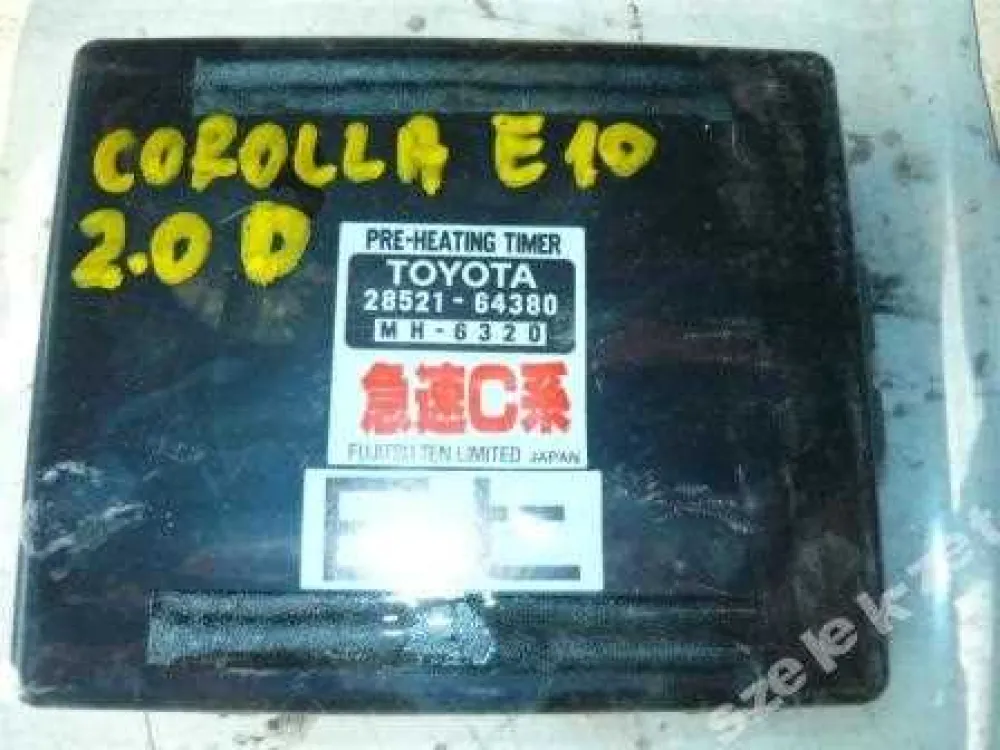 COROLLA E10
2.0 D
PRE-HEATING TIMER
TOYOTA
28521-64380
MH-6320
急速C系
FUJITSU TEN LIMITED JAPAN
szelekzet